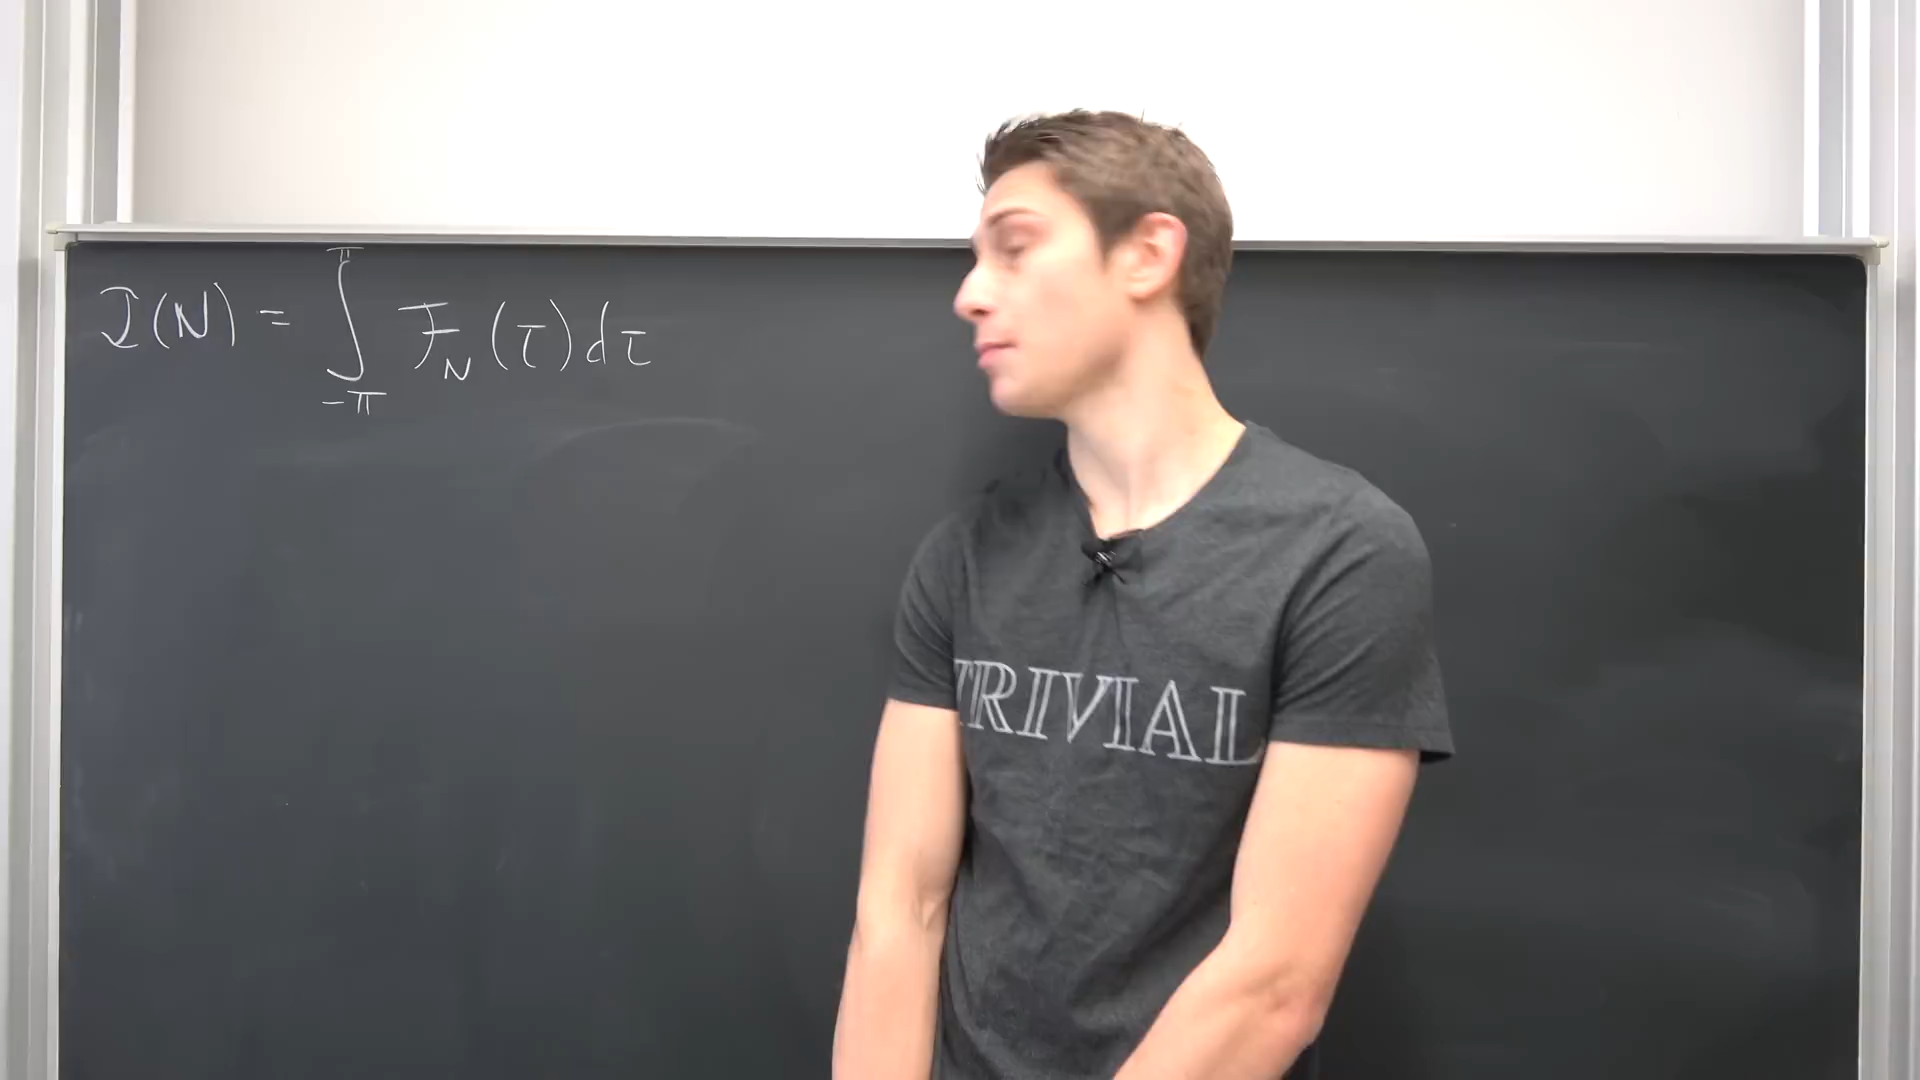 I(N) = ∫_{-π}^{π} F_N(τ)dτ
TRIVIAL